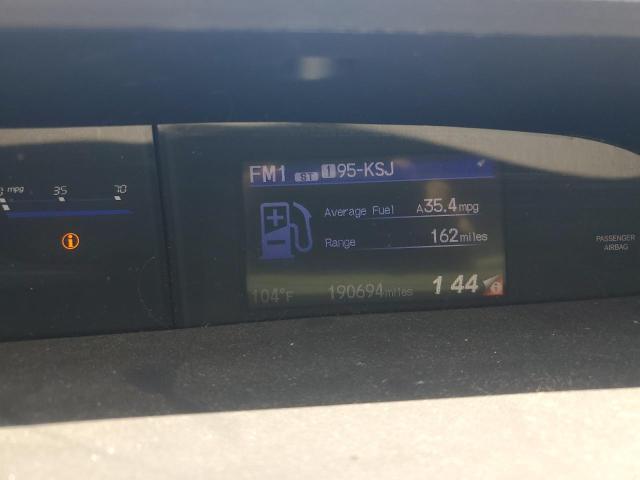 mpg 35 70
FM1 ST 1 95-KSJ
Average Fuel A35.4mpg
Range 162miles
PASSENGER
AIRBAG
104°F 190694miles 1 44